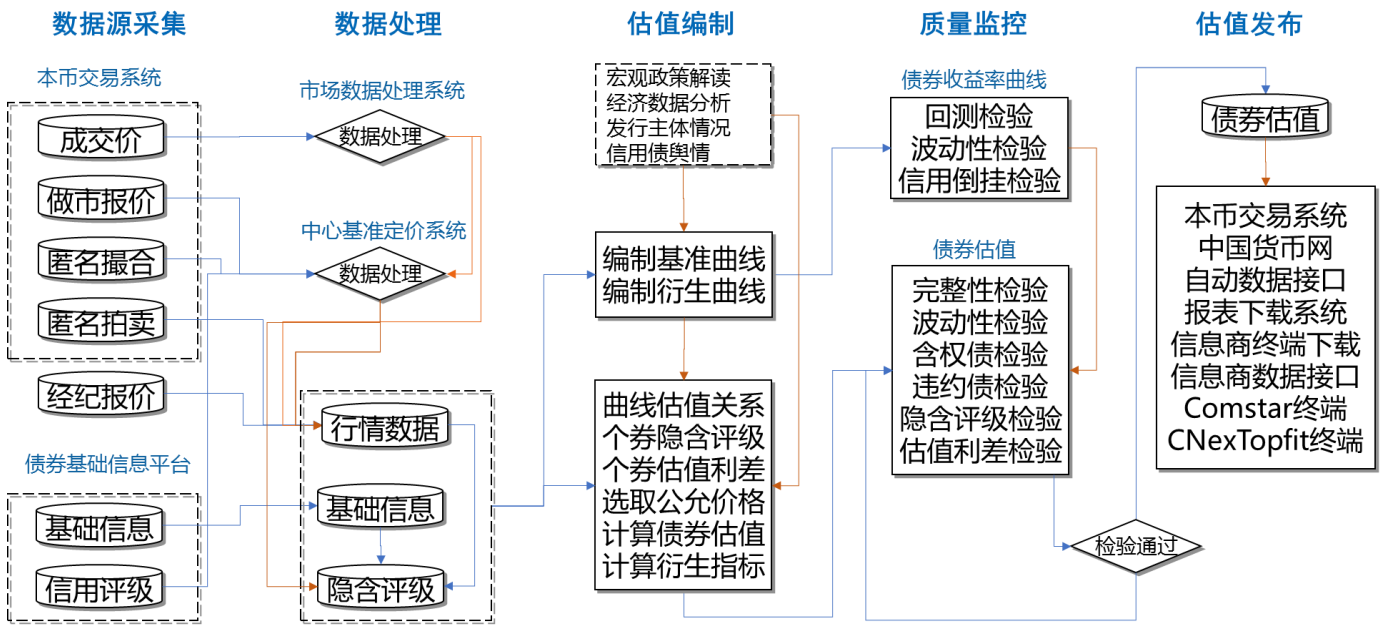 数据源采集
数据处理
估值编制
质量监控
估值发布
本币交易系统
成交价
做市报价
匿名撮合
匿名拍卖
经纪报价
债券基础信息平台
基础信息
信用评级
市场数据处理系统
数据处理
中心基准定价系统
数据处理
行情数据
基础信息
隐含评级
宏观政策解读
经济数据分析
发行主体情况
信用债舆情
编制基准曲线
编制衍生曲线
曲线估值关系
个券隐含评级
个券估值利差
选取公允价格
计算债券估值
计算衍生指标
债券收益率曲线
回测检验
波动性检验
信用倒挂检验
债券估值
完整性检验
波动性检验
含权债检验
违约债检验
隐含评级检验
估值利差检验
检验通过
债券估值
本币交易系统
中国货币网
自动数据接口
报表下载系统
信息商终端下载
信息商数据接口
Comstar终端
CNexTopfit终端